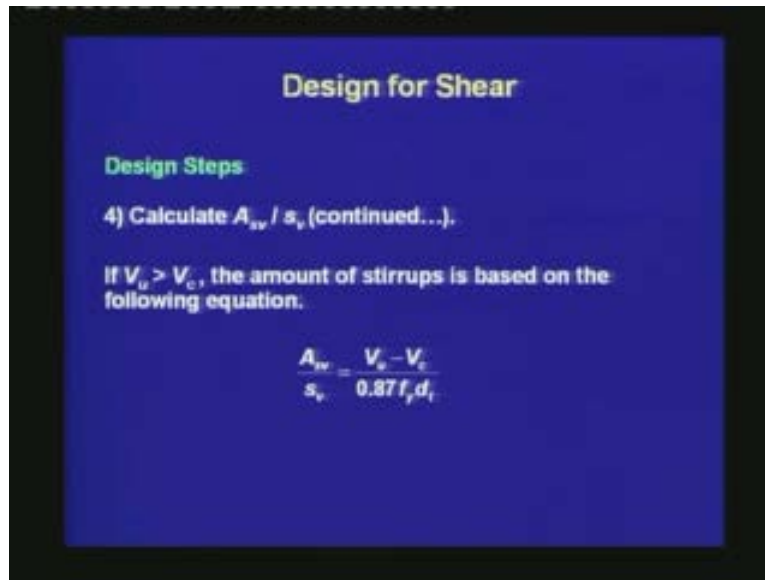 Design for Shear
Design Steps
4) Calculate Asv / sv (continued...).
If Vu > Vc, the amount of stirrups is based on the
following equation.
Asv / sv = Vu – Vc / 0.87 fy dt